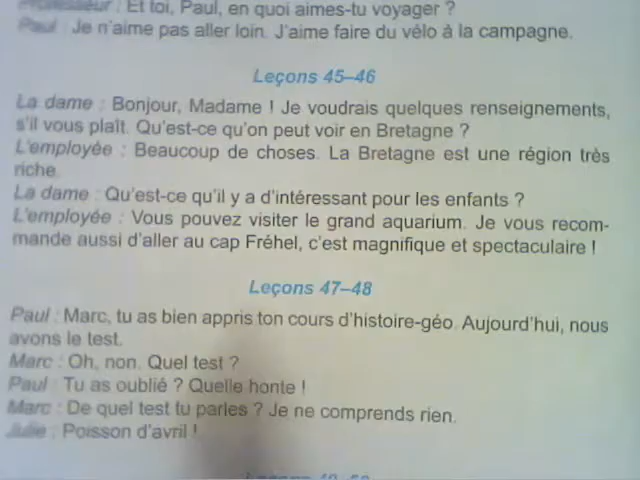 Professeur : Et toi, Paul, en quoi aimes-tu voyager ?
Paul : Je n'aime pas aller loin. J'aime faire du vélo à la campagne.
Leçons 45–46
La dame : Bonjour, Madame ! Je voudrais quelques renseignements,
s'il vous plaît. Qu'est-ce qu'on peut voir en Bretagne ?
L'employée : Beaucoup de choses. La Bretagne est une région très
riche.
La dame : Qu'est-ce qu'il y a d'intéressant pour les enfants ?
L'employée : Vous pouvez visiter le grand aquarium. Je vous recom-
mande aussi d'aller au cap Fréhel, c'est magnifique et spectaculaire !
Leçons 47–48
Paul : Marc, tu as bien appris ton cours d'histoire-géo. Aujourd'hui, nous
avons le test.
Marc : Oh, non. Quel test ?
Paul : Tu as oublié ? Quelle honte !
Marc : De quel test tu parles ? Je ne comprends rien.
Julie : Poisson d'avril !